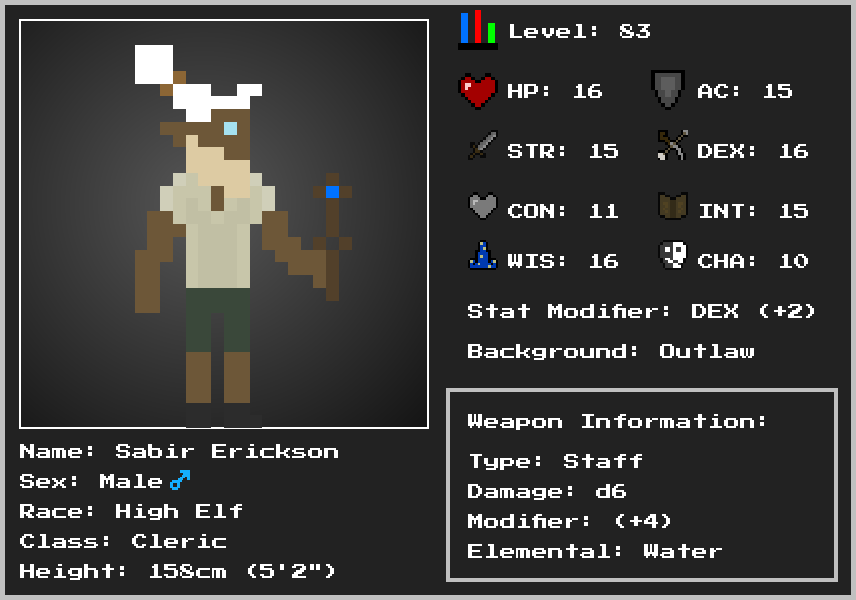 Level: 83
HP: 16 AC: 15
STR: 15 DEX: 16
CON: 11 INT: 15
WIS: 16 CHA: 10
Stat Modifier: DEX (+2)
Background: Outlaw
Weapon Information:
Type: Staff
Damage: d6
Modifier: (+4)
Elemental: Water
Name: Sabir Erickson
Sex: Male♂
Race: High Elf
Class: Cleric
Height: 158cm (5'2")